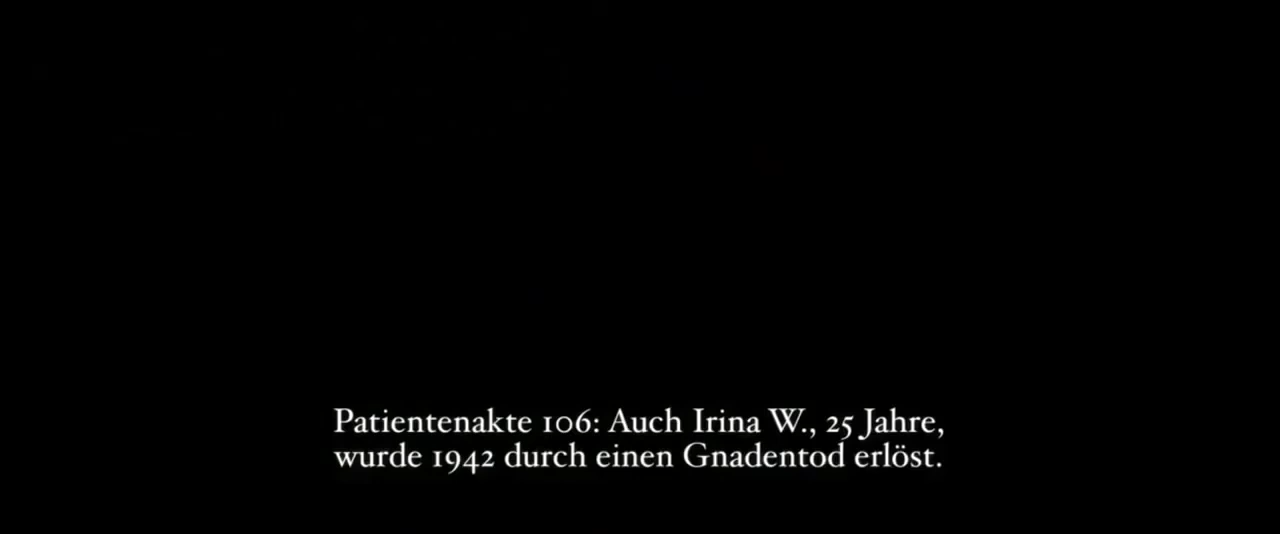 Patientenakte 106: Auch Irina W., 25 Jahre,
wurde 1942 durch einen Gnadentod erlöst.